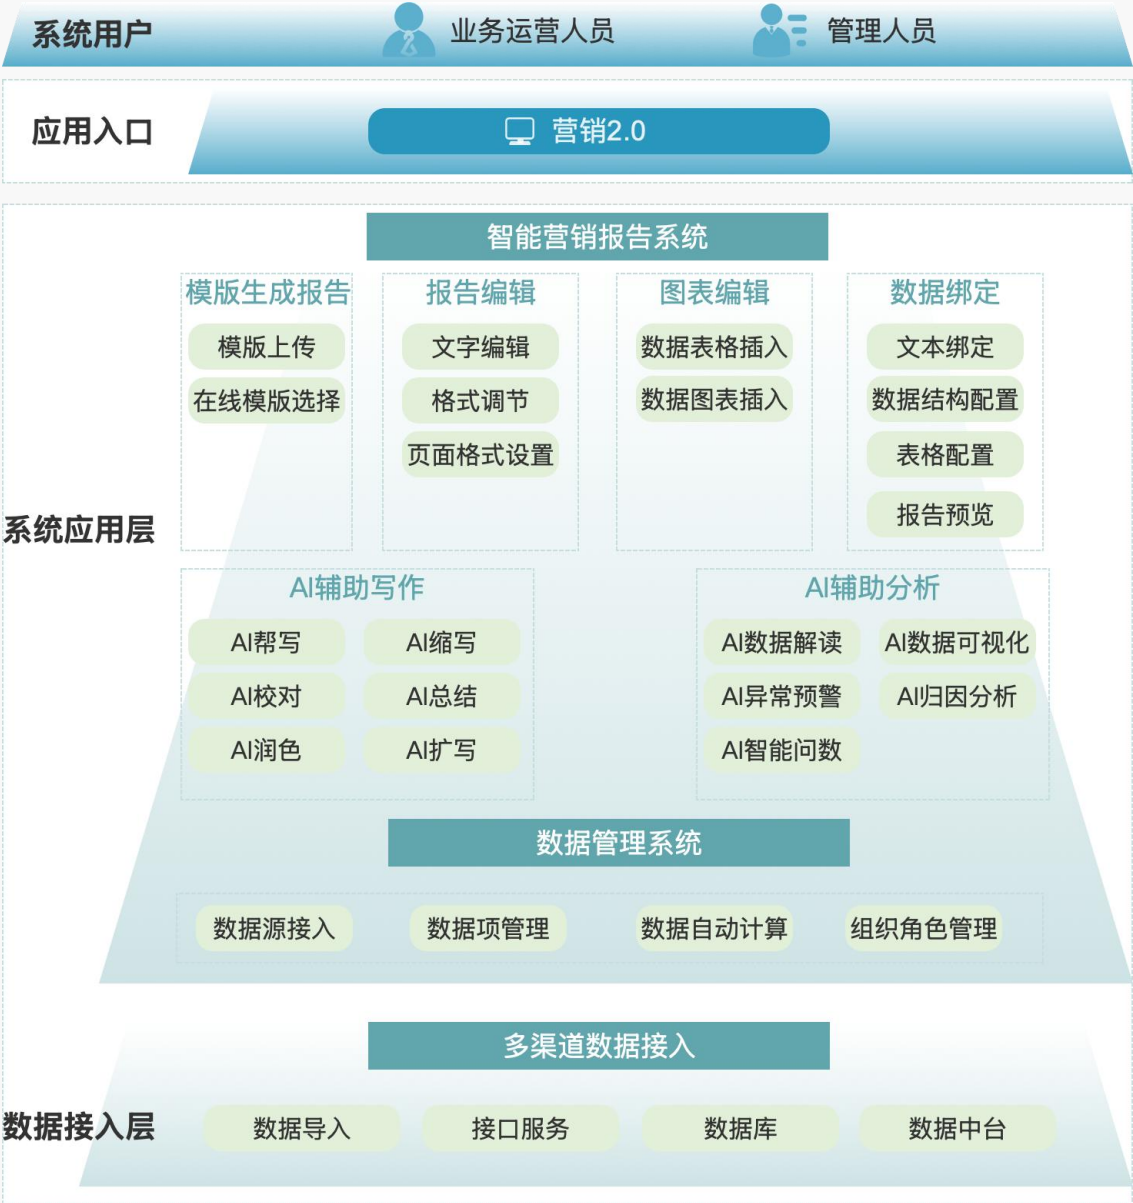 系统用户
业务运营人员
管理人员
应用入口
营销2.0
智能营销报告系统
模版生成报告
模版上传
在线模版选择
报告编辑
文字编辑
格式调节
页面格式设置
图表编辑
数据表格插入
数据图表插入
数据绑定
文本绑定
数据结构配置
表格配置
报告预览
系统应用层
AI辅助写作
AI帮写
AI缩写
AI校对
AI总结
AI润色
AI扩写
AI辅助分析
AI数据解读
AI数据可视化
AI异常预警
AI归因分析
AI智能问数
数据管理系统
数据源接入
数据项管理
数据自动计算
组织角色管理
多渠道数据接入
数据接入层
数据导入
接口服务
数据库
数据中台